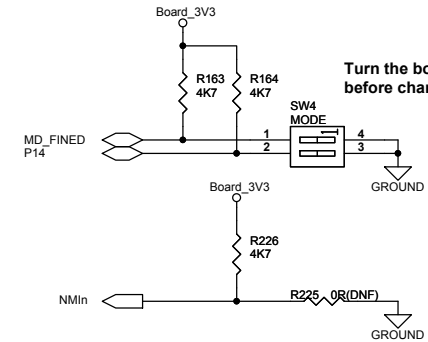 Board_3V3
R163
4K7
R164
4K7
Turn the bo
before char
SW4
MODE
MD_FINED
P14
1
2
1
4
3
GROUND
Board_3V3
R226
4K7
NMIn
R225 0R(DNF)
GROUND